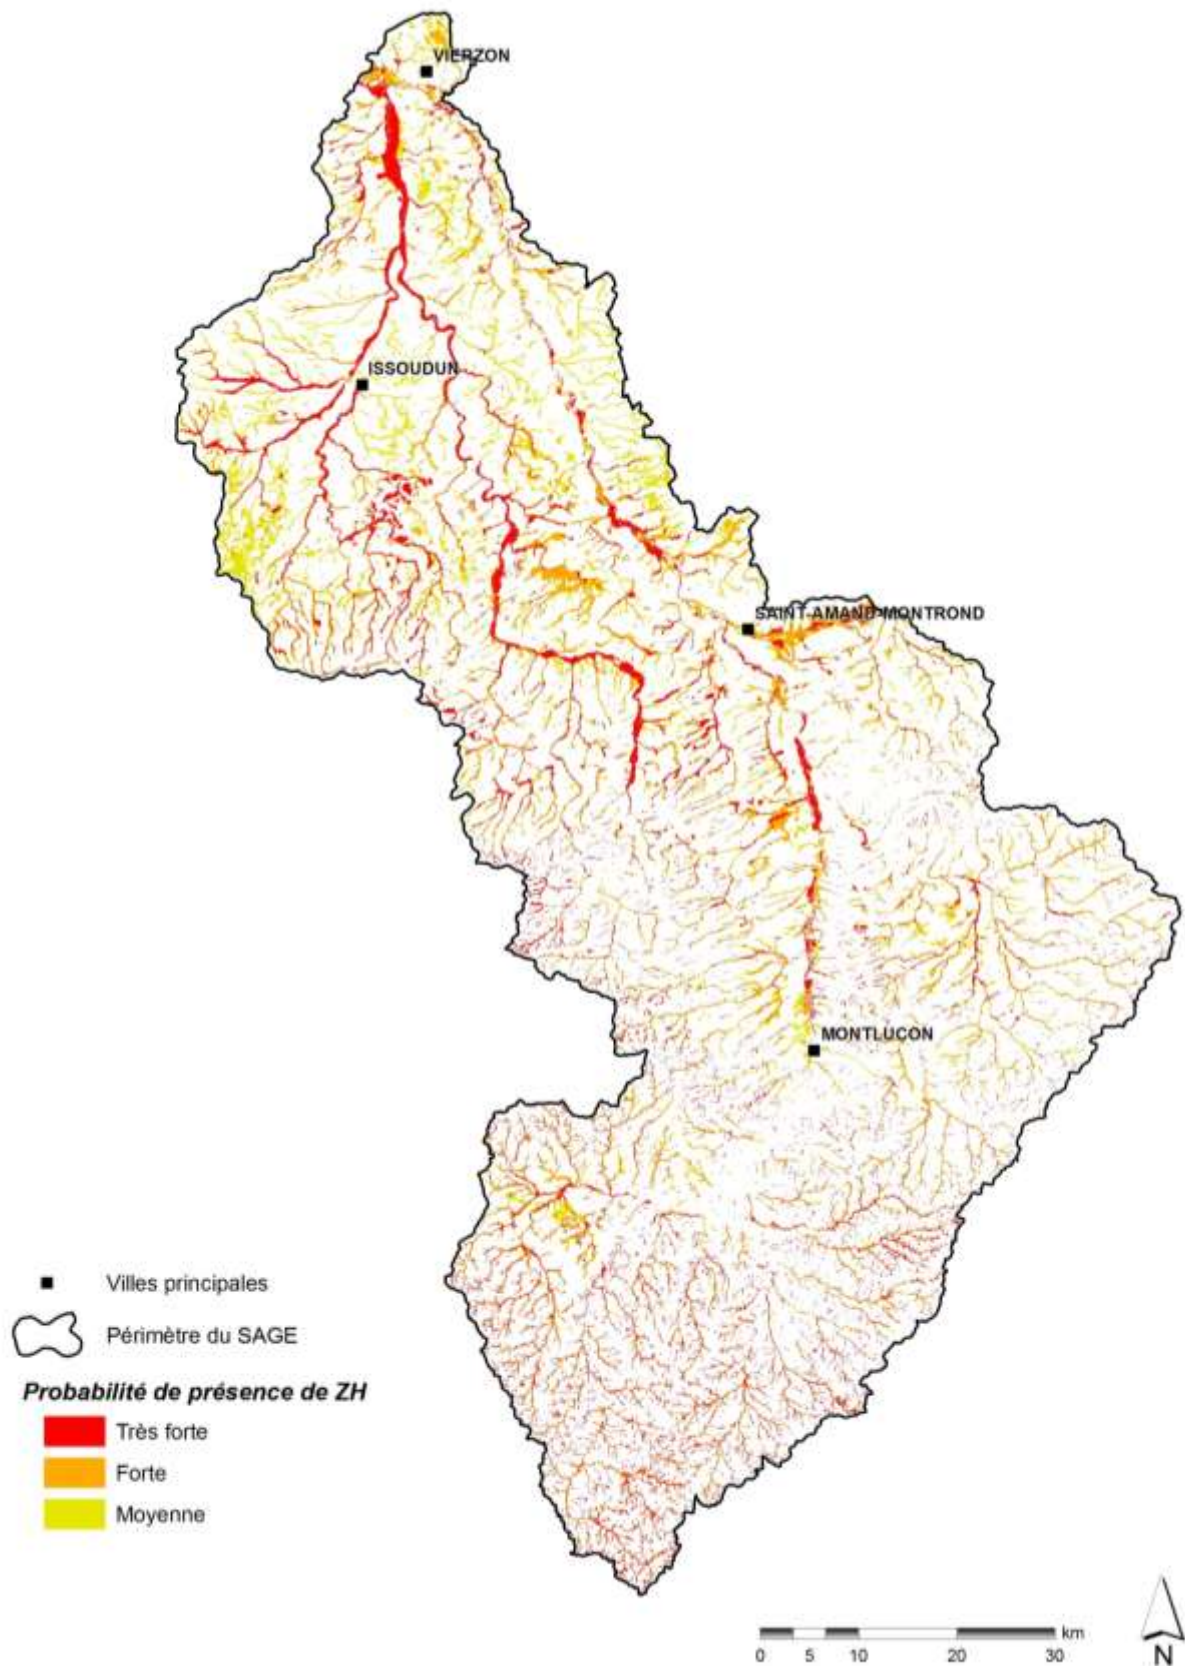 VIERZON
ISSOUDUN
SAINT-AMAND-MONTROND
MONTLUCON
Villes principales
Périmètre du SAGE
Probabilité de présence de ZH
Très forte
Forte
Moyenne
km
0 5 10 20 30
N